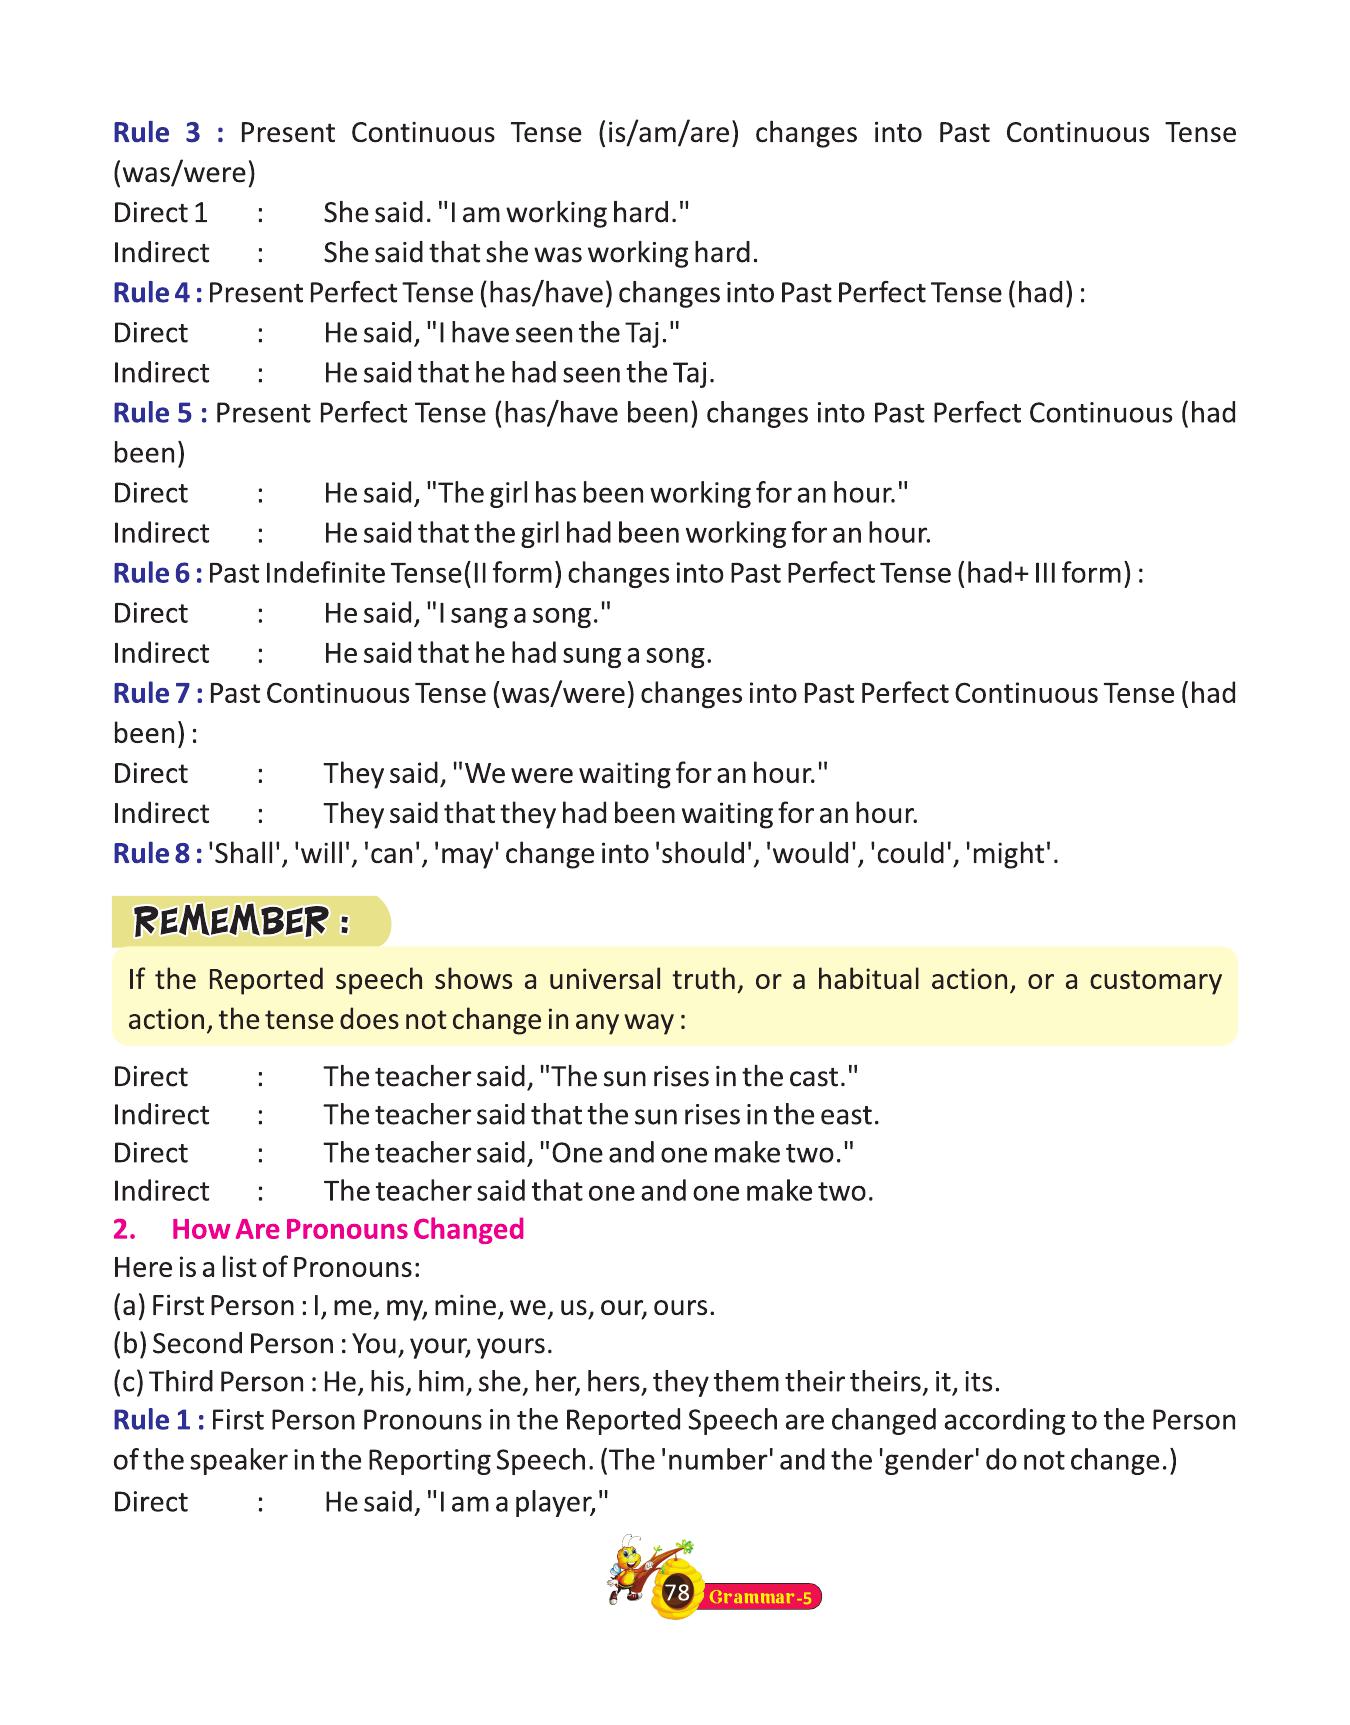 Rule 3 : Present Continuous Tense (is/am/are) changes into Past Continuous Tense
(was/were)
Direct 1 : She said. "I am working hard."
Indirect : She said that she was working hard.
Rule 4 : Present Perfect Tense (has/have) changes into Past Perfect Tense (had) :
Direct : He said, "I have seen the Taj."
Indirect : He said that he had seen the Taj.
Rule 5 : Present Perfect Tense (has/have been) changes into Past Perfect Continuous (had
been)
Direct : He said, "The girl has been working for an hour."
Indirect : He said that the girl had been working for an hour.
Rule 6 : Past Indefinite Tense(II form) changes into Past Perfect Tense (had+ III form) :
Direct : He said, "I sang a song."
Indirect : He said that he had sung a song.
Rule 7 : Past Continuous Tense (was/were) changes into Past Perfect Continuous Tense (had
been) :
Direct : They said, "We were waiting for an hour."
Indirect : They said that they had been waiting for an hour.
Rule 8 : 'Shall', 'will', 'can', 'may' change into 'should', 'would', 'could', 'might'.
REMEMBER :
If the Reported speech shows a universal truth, or a habitual action, or a customary
action, the tense does not change in any way :
Direct : The teacher said, "The sun rises in the cast."
Indirect : The teacher said that the sun rises in the east.
Direct : The teacher said, "One and one make two."
Indirect : The teacher said that one and one make two.
2. How Are Pronouns Changed
Here is a list of Pronouns:
(a) First Person : I, me, my, mine, we, us, our, ours.
(b) Second Person : You, your, yours.
(c) Third Person : He, his, him, she, her, hers, they them their theirs, it, its.
Rule 1 : First Person Pronouns in the Reported Speech are changed according to the Person
of the speaker in the Reporting Speech. (The 'number' and the 'gender' do not change.)
Direct : He said, "I am a player,"
78 Grammar-5